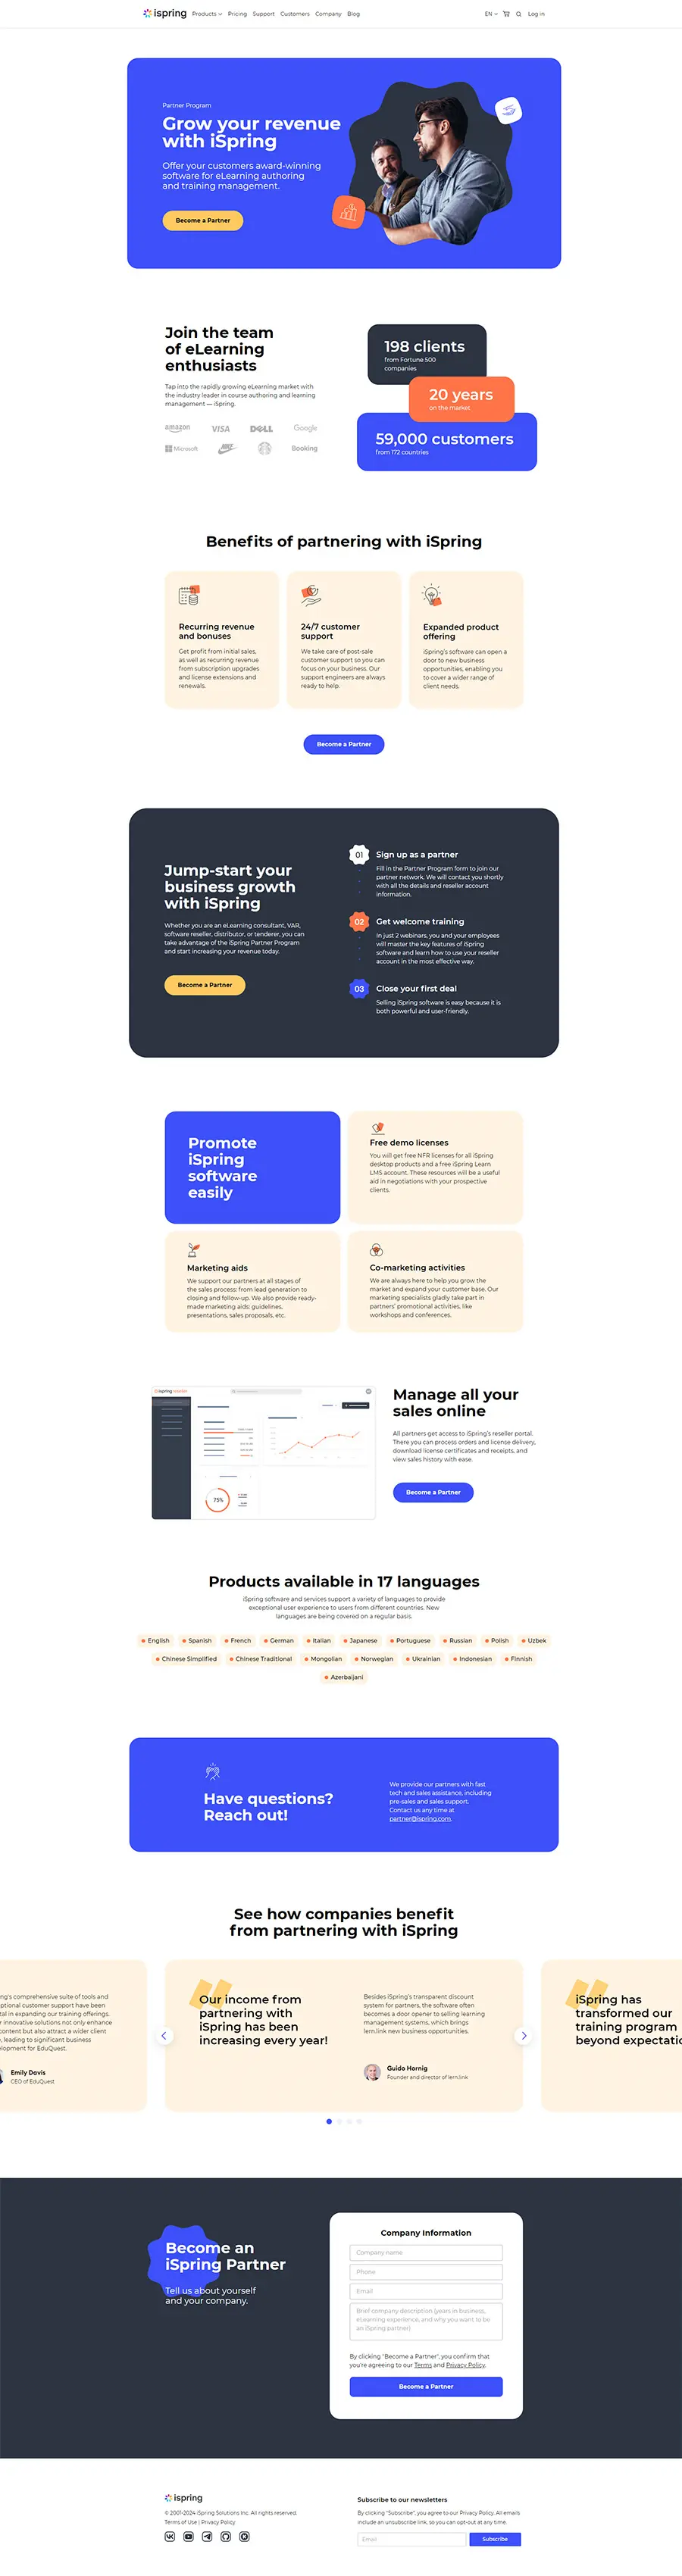 ispring Products Pricing Support Customers Company Blog EN Log in
Partner Program
Grow your revenue
with iSpring
Offer your customers award-winning
software for eLearning authoring
and training management.
Become a Partner
Join the team
of eLearning
enthusiasts
Tap into the rapidly growing eLearning market with
the industry leader in course authoring and learning
management — iSpring.
amazon VISA DELL Google
Microsoft NIKE Booking
198 clients
from Fortune 500
companies
20 years
on the market
59,000 customers
from 172 countries
Benefits of partnering with iSpring
Recurring revenue
and bonuses
Get profit from initial sales,
as well as recurring revenue
from subscription upgrades
and license extensions and
renewals.
24/7 customer
support
We take care of post-sale
customer support so you can
focus on your business. Our
support engineers are always
ready to help.
Expanded product
offering
iSpring's software can open a
door to new business
opportunities, enabling you
to cover a wider range of
client needs.
Become a Partner
Jump-start your
business growth
with iSpring
Whether you are an eLearning consultant, VAR,
software reseller, distributor, or tenderer, you can
take advantage of the iSpring Partner Program
and start increasing your revenue today.
Become a Partner
01 Sign up as a partner
Fill in the Partner Program form to join our
partner network. We will contact you shortly
with all the details and reseller account
information.
02 Get welcome training
In just 2 webinars, you and your employees
will master the key features of iSpring
software and learn how to use your reseller
account in the most effective way.
03 Close your first deal
Selling iSpring software is easy because it is
both powerful and user-friendly.
Promote
iSpring
software
easily
Free demo licenses
You will get free NFR licenses for all iSpring
desktop products and a free iSpring Learn
LMS account. These resources will be a useful
aid in negotiations with your prospective
clients.
Marketing aids
We support our partners at all stages of
the sales process: from lead generation to
closing and follow-up. We also provide ready-
made marketing aids: guidelines,
presentations, sales proposals, etc.
Co-marketing activities
We are always here to help you grow the
market and expand your customer base. Our
marketing specialists gladly take part in
partners' promotional activities, like
workshops and conferences.
ispring
75%
Manage all your
sales online
All partners get access to iSpring's reseller portal.
There you can process orders and license delivery,
download license certificates and receipts, and
view sales history with ease.
Become a Partner
Products available in 17 languages
iSpring software and services support a variety of languages to provide
exceptional user experience to users from different countries. New
languages are being covered on a regular basis.
English Spanish French German Italian Japanese Portuguese Russian Polish Uzbek
Chinese Simplified Chinese Traditional Mongolian Norwegian Ukrainian Indonesian Finnish
Azerbaijani
Have questions?
Reach out!
We provide our partners with fast
tech and sales assistance, including
pre-sales and sales support.
Contact us any time at
partner@ispring.com.
See how companies benefit
from partnering with iSpring
ng's comprehensive suite of tools and
ptional customer support have been
tal in expanding our training offerings.
r innovative solutions not only enhance
content but also attract a wider client
, leading to significant business
lopment for EduQuest.
Emily Davis
CEO of EduQuest
Our income from
partnering with
iSpring has been
increasing every year!
Besides iSpring's transparent discount
system for partners, the software often
becomes a door opener to selling learning
management systems, which brings
lern.link new business opportunities.
Guido Hornig
Founder and director of lern.link
iSpring has
transformed our
training program
beyond expectatio
Become an
iSpring Partner
Tell us about yourself
and your company.
Company Information
Company name
Phone
Email
Brief company description (years in business,
eLearning experience, and why you want to be
an iSpring partner)
By clicking "Become a Partner", you confirm that
you're agreeing to our Terms and Privacy Policy.
Become a Partner
ispring
© 2001-2024 iSpring Solutions Inc. All rights reserved.
Terms of Use | Privacy Policy
Subscribe to our newsletters
By clicking "Subscribe", you agree to our Privacy Policy. All emails
include an unsubscribe link, so you can opt-out at any time.
Email
Subscribe